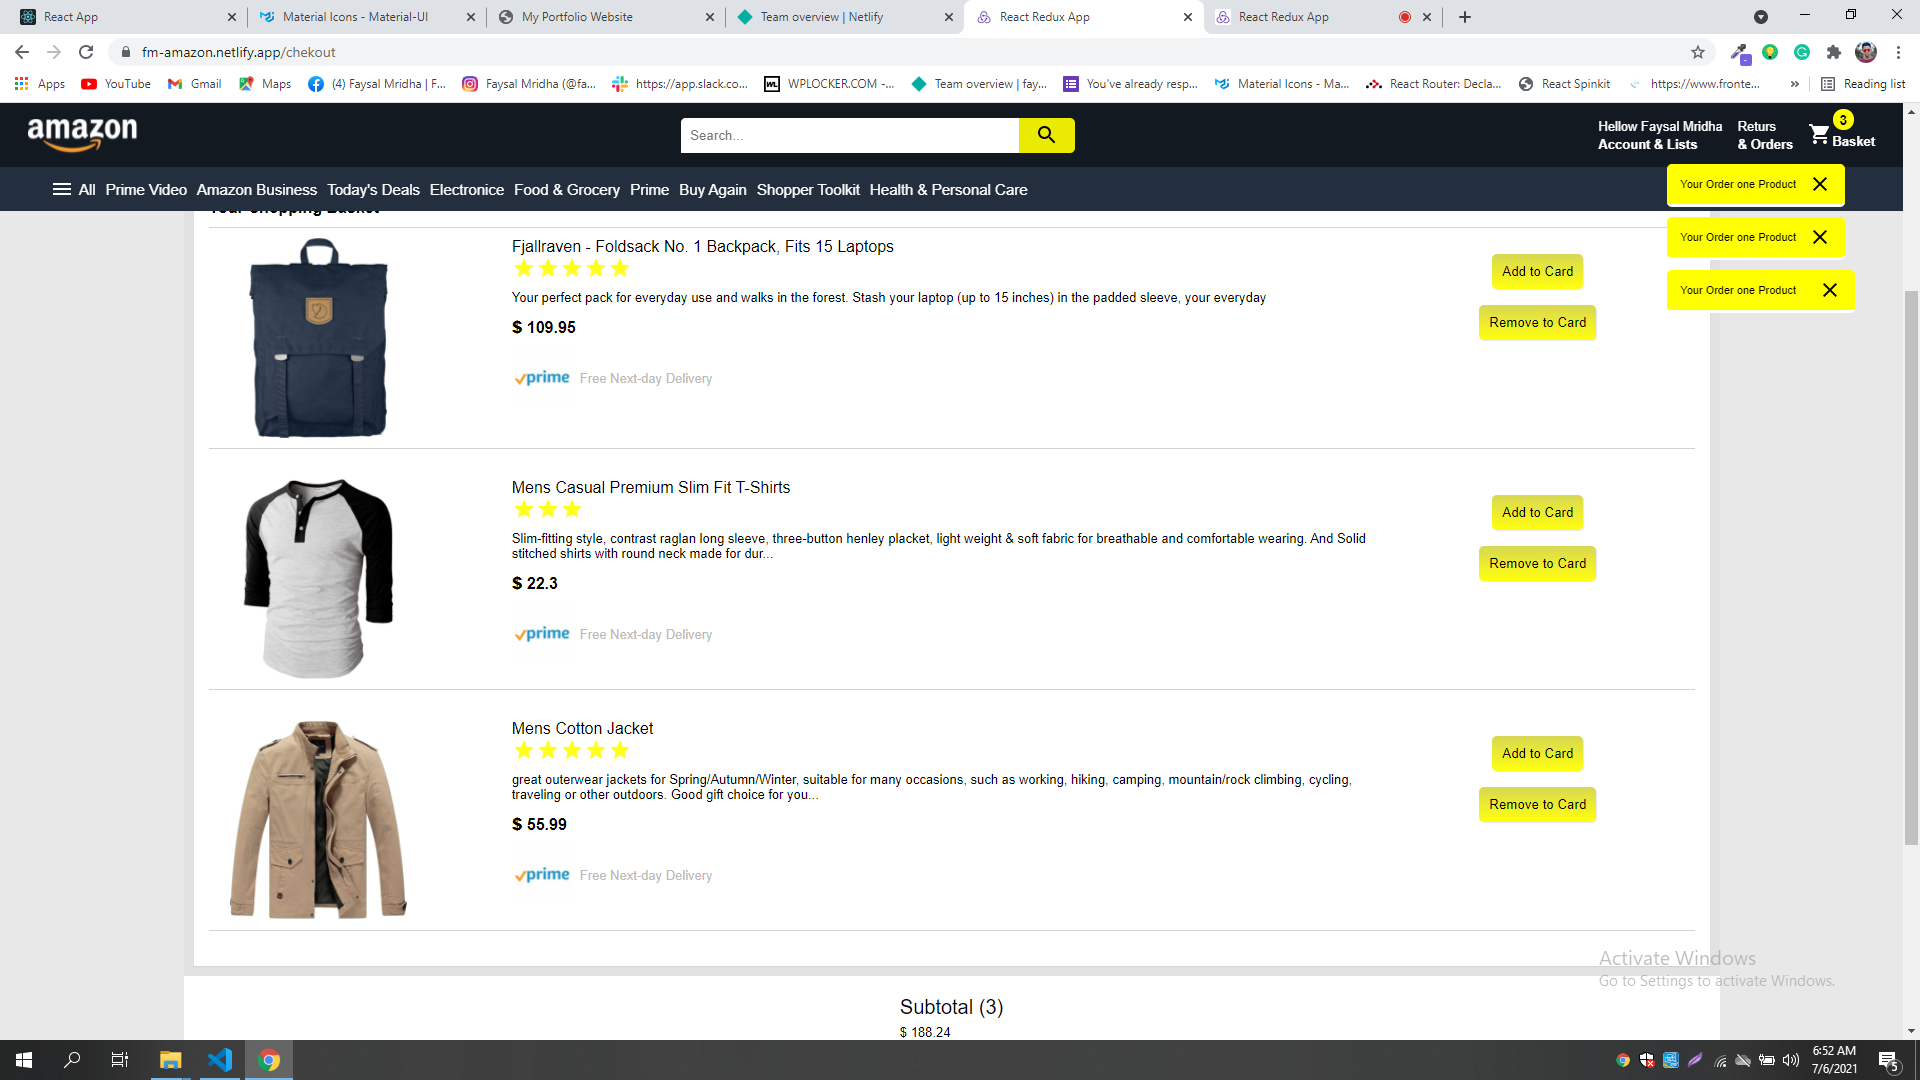 React App
Material Icons - Material-UI
My Portfolio Website
Team overview | Netlify
React Redux App
React Redux App
fm-amazon.netlify.app/chekout
Apps
YouTube
Gmail
Maps
(4) Faysal Mridha | F...
Faysal Mridha (@fa...
https://app.slack.co...
WL
WPLOCKER.COM -...
Team overview | fay...
You've already resp...
Material Icons - Ma...
React Router: Decla...
React Spinkit
https://www.fronte...
»
Reading list
amazon
Search...
Hellow Faysal Mridha
Account & Lists
Returs
& Orders
3
Basket
All
Prime Video
Amazon Business
Today's Deals
Electronice
Food & Grocery
Prime
Buy Again
Shopper Toolkit
Health & Personal Care
Your Order one Product
Your Order one Product
Your Order one Product
Your Shopping Basket
Fjallraven - Foldsack No. 1 Backpack, Fits 15 Laptops
Your perfect pack for everyday use and walks in the forest. Stash your laptop (up to 15 inches) in the padded sleeve, your everyday
$ 109.95
prime
Free Next-day Delivery
Add to Card
Remove to Card
Mens Casual Premium Slim Fit T-Shirts
Slim-fitting style, contrast raglan long sleeve, three-button henley placket, light weight & soft fabric for breathable and comfortable wearing. And Solid
stitched shirts with round neck made for dur...
$ 22.3
prime
Free Next-day Delivery
Add to Card
Remove to Card
Mens Cotton Jacket
great outerwear jackets for Spring/Autumn/Winter, suitable for many occasions, such as working, hiking, camping, mountain/rock climbing, cycling,
traveling or other outdoors. Good gift choice for you...
$ 55.99
prime
Free Next-day Delivery
Add to Card
Remove to Card
Activate Windows
Go to Settings to activate Windows.
Subtotal (3)
$ 188.24
6:52 AM
7/6/2021
5